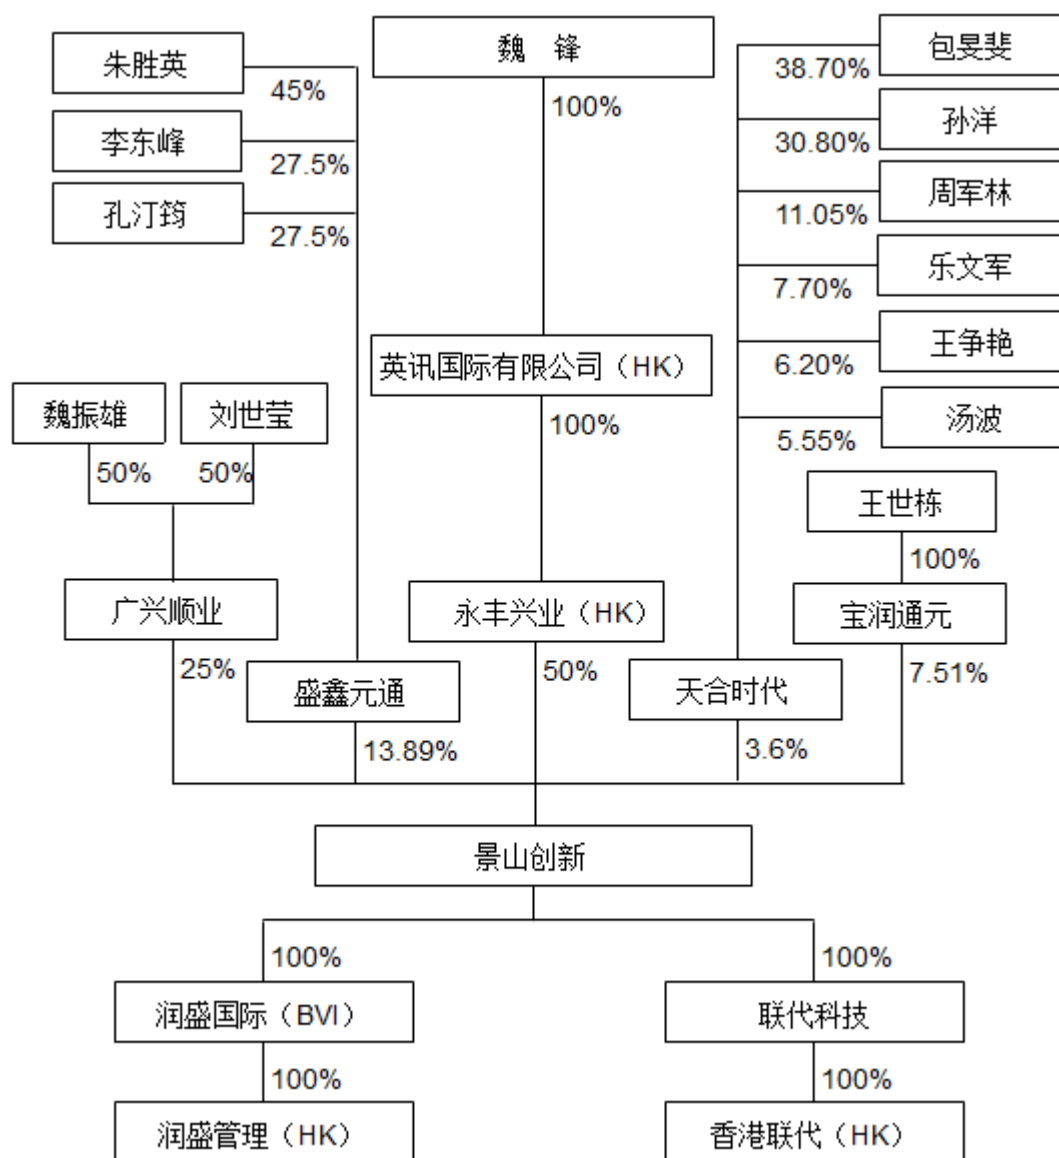 朱胜英
45%
李东峰
27.5%
孔汀筠
27.5%
魏 锋
100%
包旻斐
38.70%
孙洋
30.80%
周军林
11.05%
乐文军
7.70%
王争艳
6.20%
汤波
5.55%
英讯国际有限公司（HK）
100%
魏振雄
刘世莹
50%
50%
王世栋
100%
广兴顺业
25%
永丰兴业（HK）
50%
宝润通元
7.51%
盛鑫元通
13.89%
天合时代
3.6%
景山创新
100%
100%
润盛国际（BVI）
联代科技
100%
100%
润盛管理（HK）
香港联代（HK）